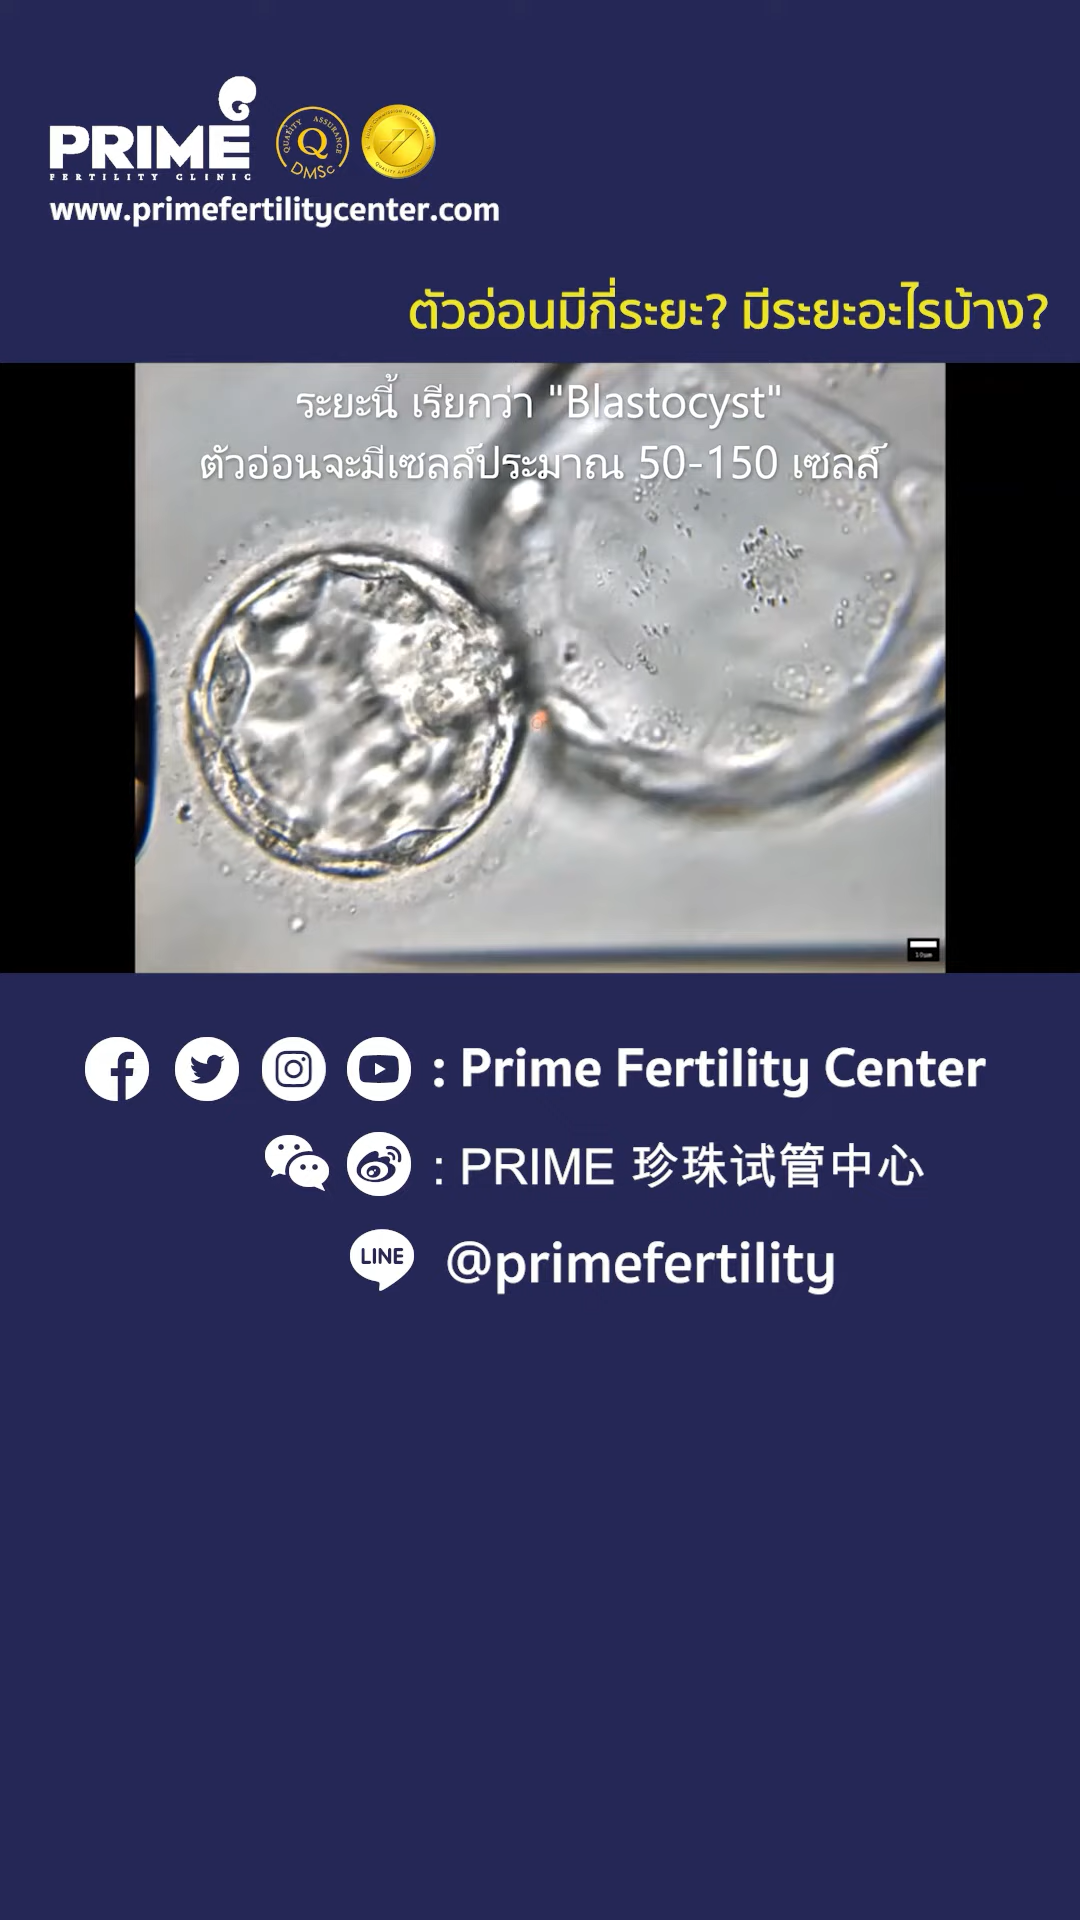 PRIME
FERTILITY CLINIC
QUALITY ASSURANCE
Q
DMSc
www.primefertilitycenter.com
ตัวอ่อนมีกี่ระยะ? มีระยะอะไรบ้าง?
ระยะนี้ เรียกว่า "Blastocyst"
ตัวอ่อนจะมีเซลล์ประมาณ 50-150 เซลล์
10µm
: Prime Fertility Center
: PRIME 珍珠试管中心
LINE @primefertility